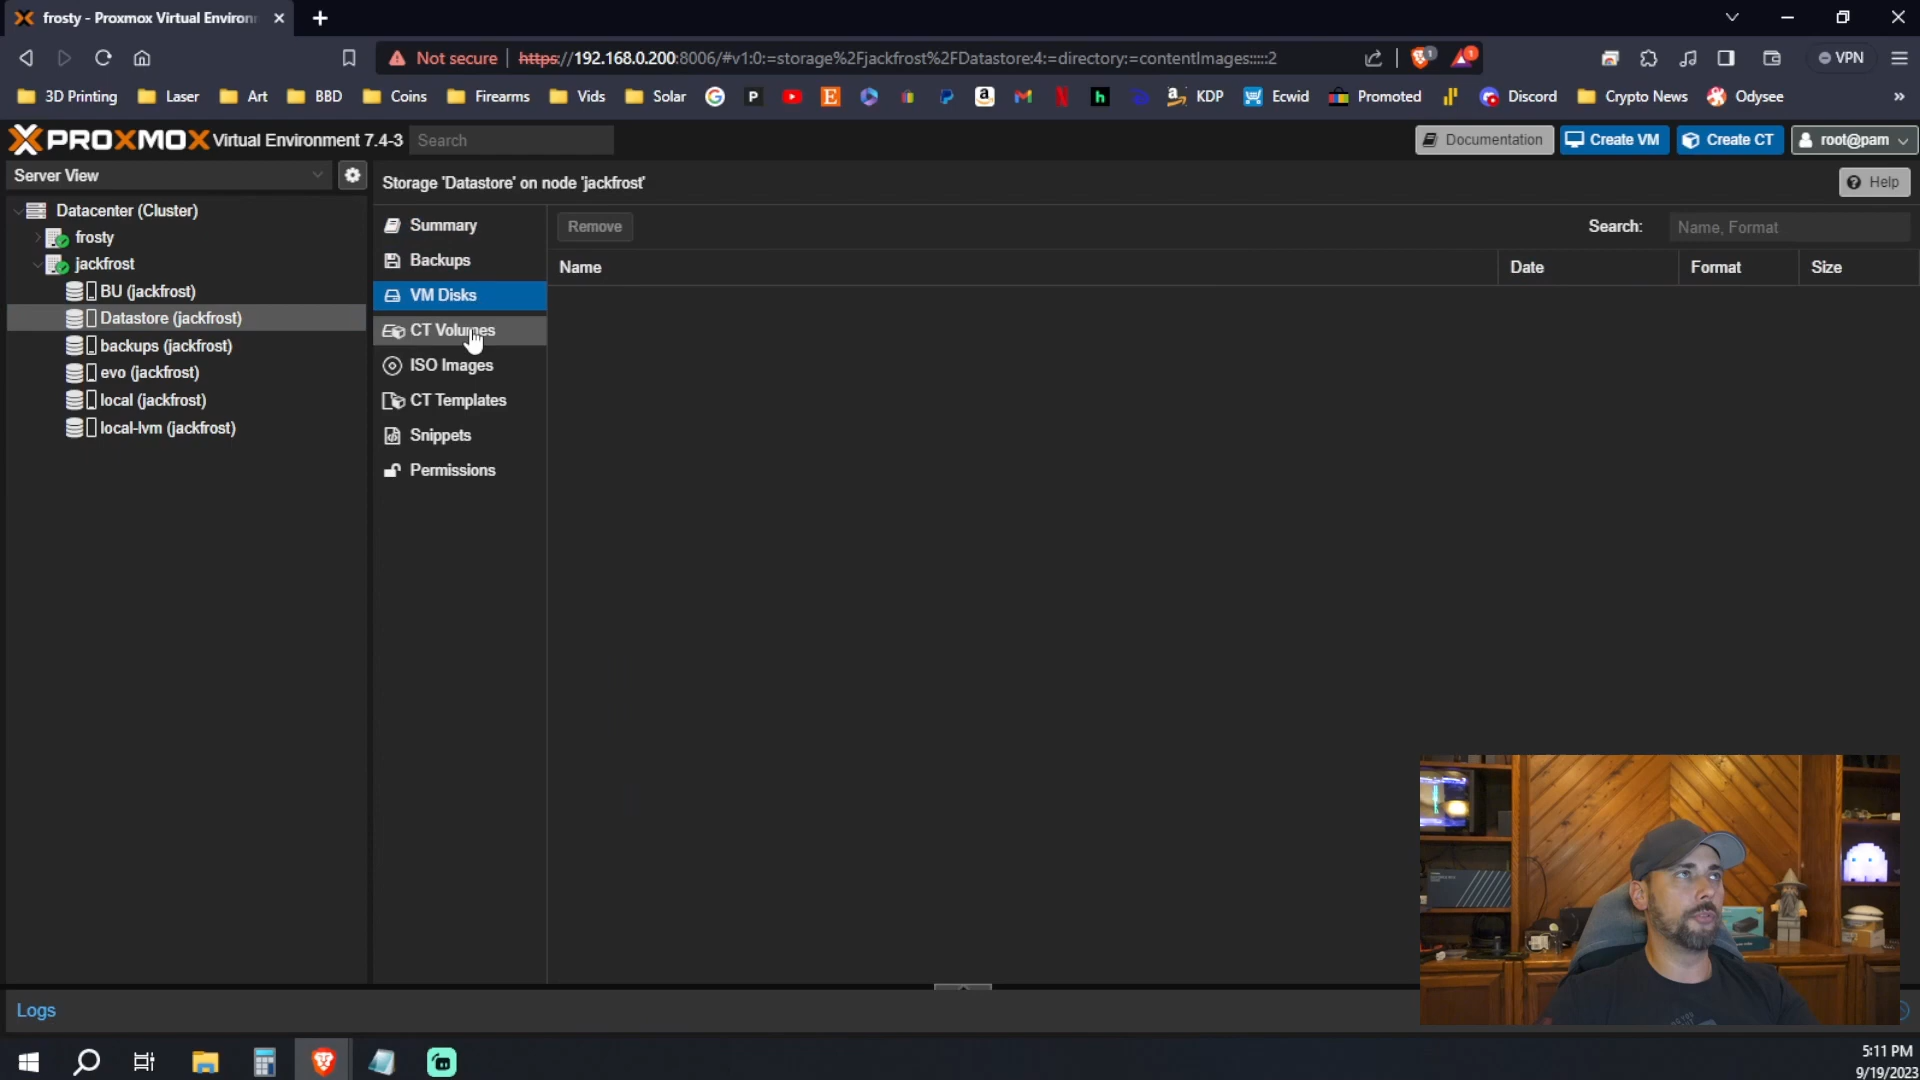 frosty - Proxmox Virtual Environ
Not secure
https://192.168.0.200:8006/#v1:0:=storage%2Fjackfrost%2FDatastore:4:=directory:=contentImages:::::2
1
1
VPN
3D Printing
Laser
Art
BBD
Coins
Firearms
Vids
Solar
KDP
Ecwid
Promoted
Discord
Crypto News
Odysee
PROXMOX Virtual Environment 7.4-3
Search
Documentation
Create VM
Create CT
root@pam
Server View
Storage 'Datastore' on node 'jackfrost'
Help
Datacenter (Cluster)
frosty
jackfrost
BU (jackfrost)
Datastore (jackfrost)
backups (jackfrost)
evo (jackfrost)
local (jackfrost)
local-lvm (jackfrost)
Summary
Backups
VM Disks
CT Volumes
ISO Images
CT Templates
Snippets
Permissions
Remove
Search:
Name, Format
Name
Date
Format
Size
Logs
5:11 PM
9/19/2023